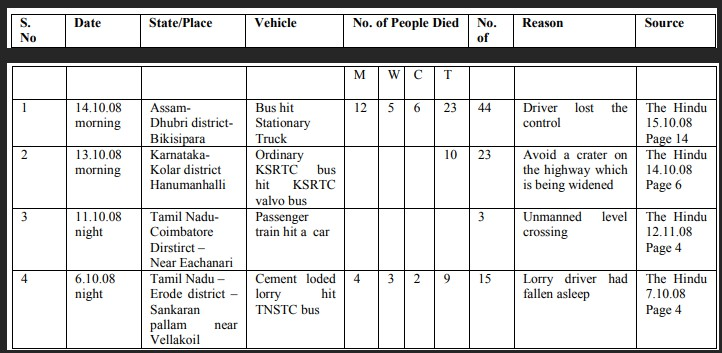 S. No | Date | State/Place | Vehicle | No. of People Died | No. of | Reason | Source
M | W | C | T
1 | 14.10.08 morning | Assam- Dhubri district- Bikisipara | Bus hit Stationary Truck | 12 | 5 | 6 | 23 | 44 | Driver lost the control | The Hindu 15.10.08 Page 14
2 | 13.10.08 morning | Karnataka- Kolar district Hanumanhalli | Ordinary KSRTC bus hit KSRTC valvo bus | 10 | 23 | Avoid a crater on the highway which is being widened | The Hindu 14.10.08 Page 6
3 | 11.10.08 night | Tamil Nadu- Coimbatore Dirstirct – Near Eachanari | Passenger train hit a car | 3 | Unmanned level crossing | The Hindu 12.11.08 Page 4
4 | 6.10.08 night | Tamil Nadu – Erode district – Sankaran pallam near Vellakoil | Cement loded lorry hit TNSTC bus | 4 | 3 | 2 | 9 | 15 | Lorry driver had fallen asleep | The Hindu 7.10.08 Page 4